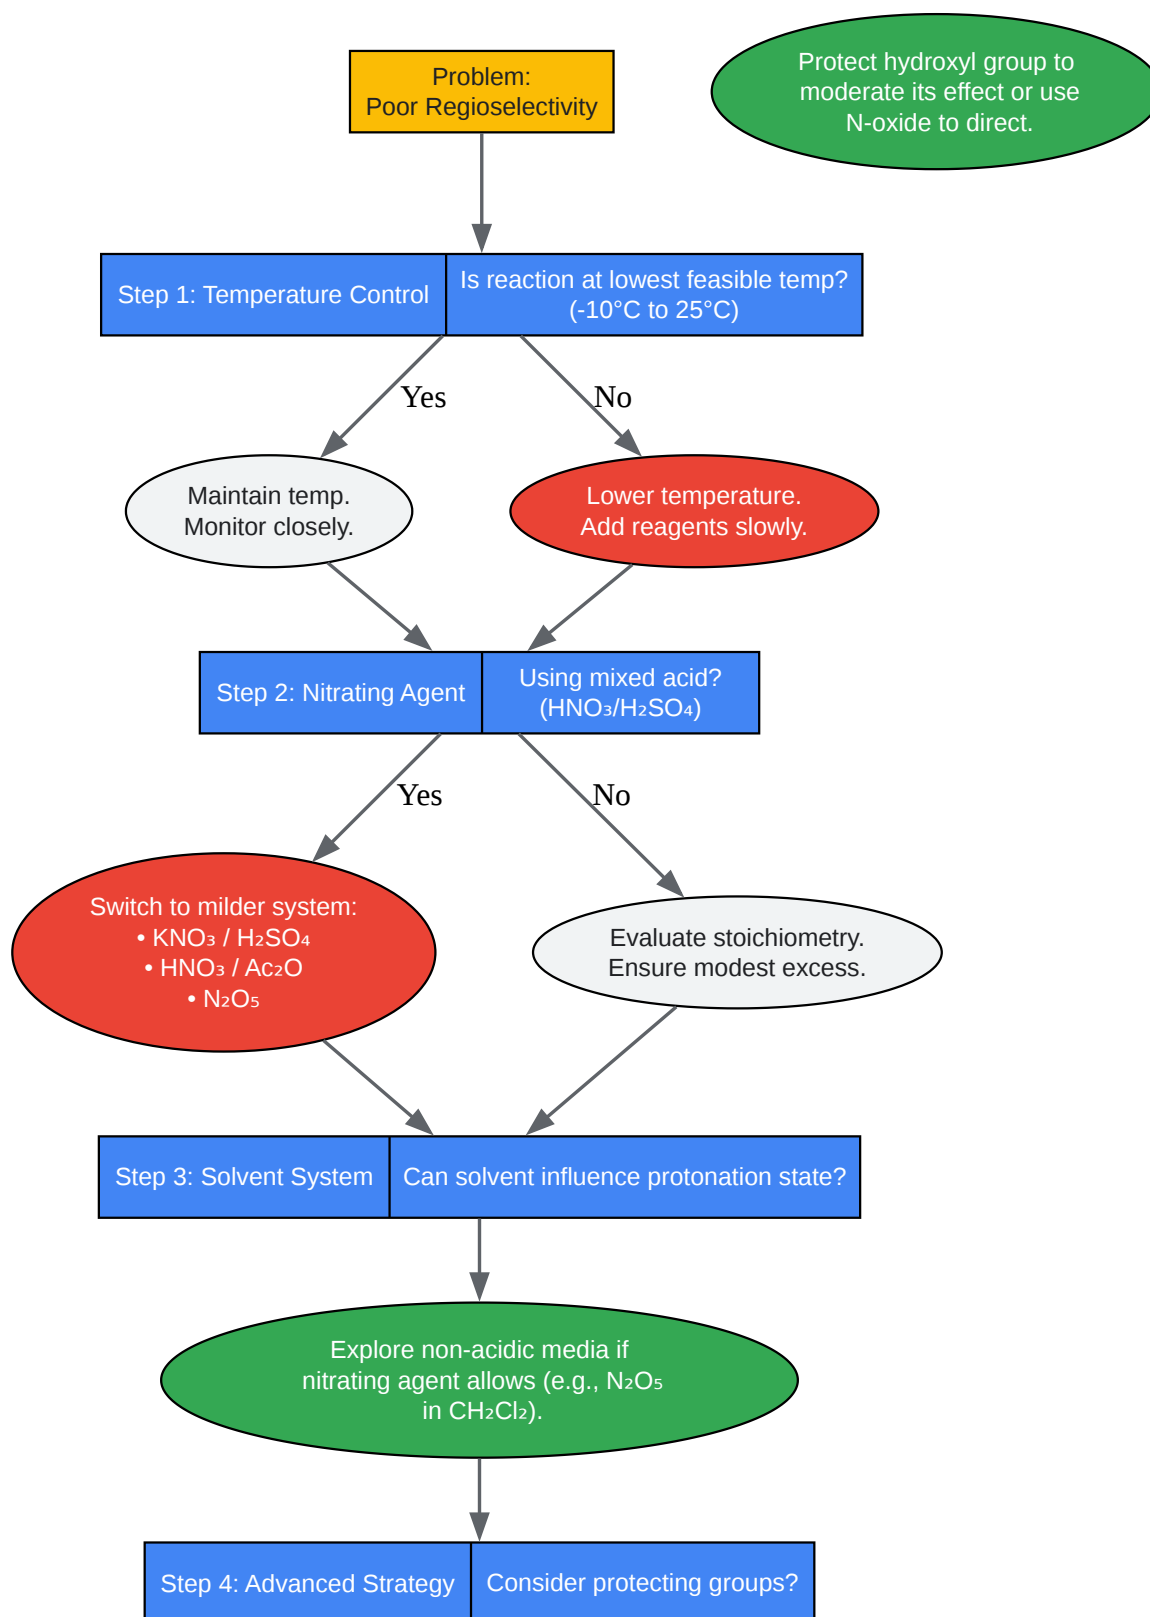 Problem:
Poor Regioselectivity
Protect hydroxyl group to
moderate its effect or use
N-oxide to direct.
Step 1: Temperature Control
Is reaction at lowest feasible temp?
(-10°C to 25°C)
Yes
No
Maintain temp.
Monitor closely.
Lower temperature.
Add reagents slowly.
Step 2: Nitrating Agent
Using mixed acid?
(HNO₃/H₂SO₄)
Yes
No
Switch to milder system:
• KNO₃ / H₂SO₄
• HNO₃ / Ac₂O
• N₂O₅
Evaluate stoichiometry.
Ensure modest excess.
Step 3: Solvent System
Can solvent influence protonation state?
Explore non-acidic media if
nitrating agent allows (e.g., N₂O₅
in CH₂Cl₂).
Step 4: Advanced Strategy
Consider protecting groups?